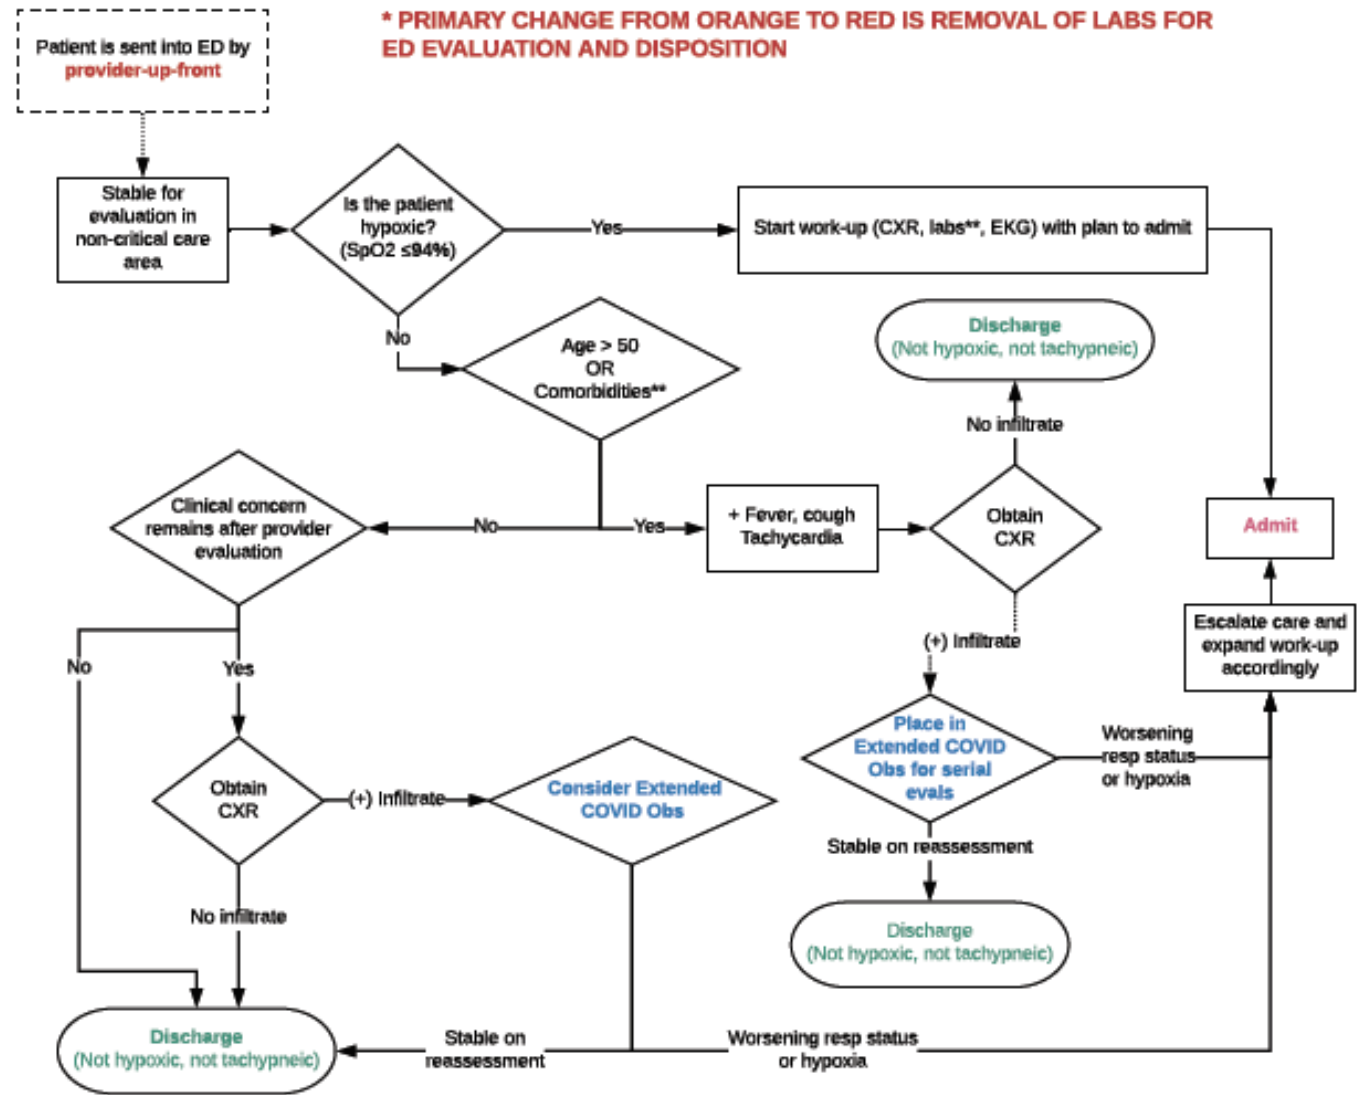 * PRIMARY CHANGE FROM ORANGE TO RED IS REMOVAL OF LABS FOR
ED EVALUATION AND DISPOSITION
Patient is sent into ED by
provider-up-front
Stable for
evaluation in
non-critical care
area
Is the patient
hypoxic?
(SpO2 ≤94%)
Yes
Start work-up (CXR, labs**, EKG) with plan to admit
No
Age > 50
OR
Comorbidities**
Discharge
(Not hypoxic, not tachypneic)
No infiltrate
Clinical concern
remains after provider
evaluation
No
Yes
+ Fever, cough
Tachycardia
Obtain
CXR
Admit
Escalate care and
expand work-up
accordingly
(+) Infiltrate
No
Yes
Place in
Extended COVID
Obs for serial
evals
Worsening
resp status
or hypoxia
Obtain
CXR
(+) Infiltrate
Consider Extended
COVID Obs
Stable on reassessment
No infiltrate
Discharge
(Not hypoxic, not tachypneic)
Discharge
(Not hypoxic, not tachypneic)
Stable on
reassessment
Worsening resp status
or hypoxia